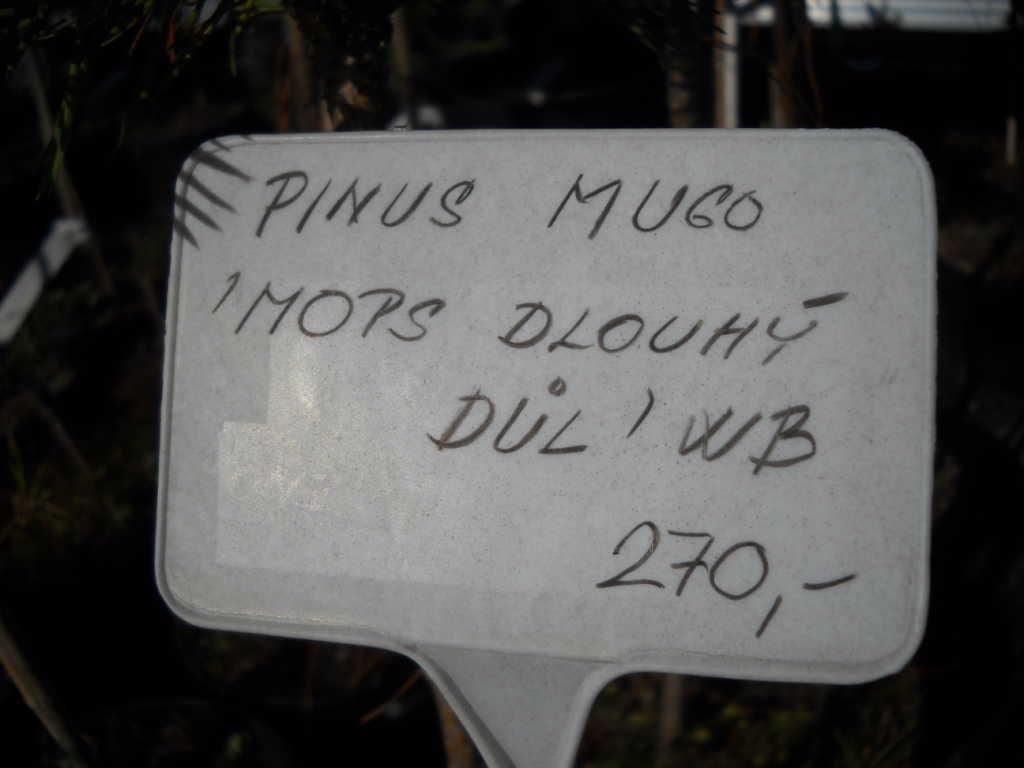 PINUS MUGO
'MOPS DLOUHÝ
DŮL' WB
270,-